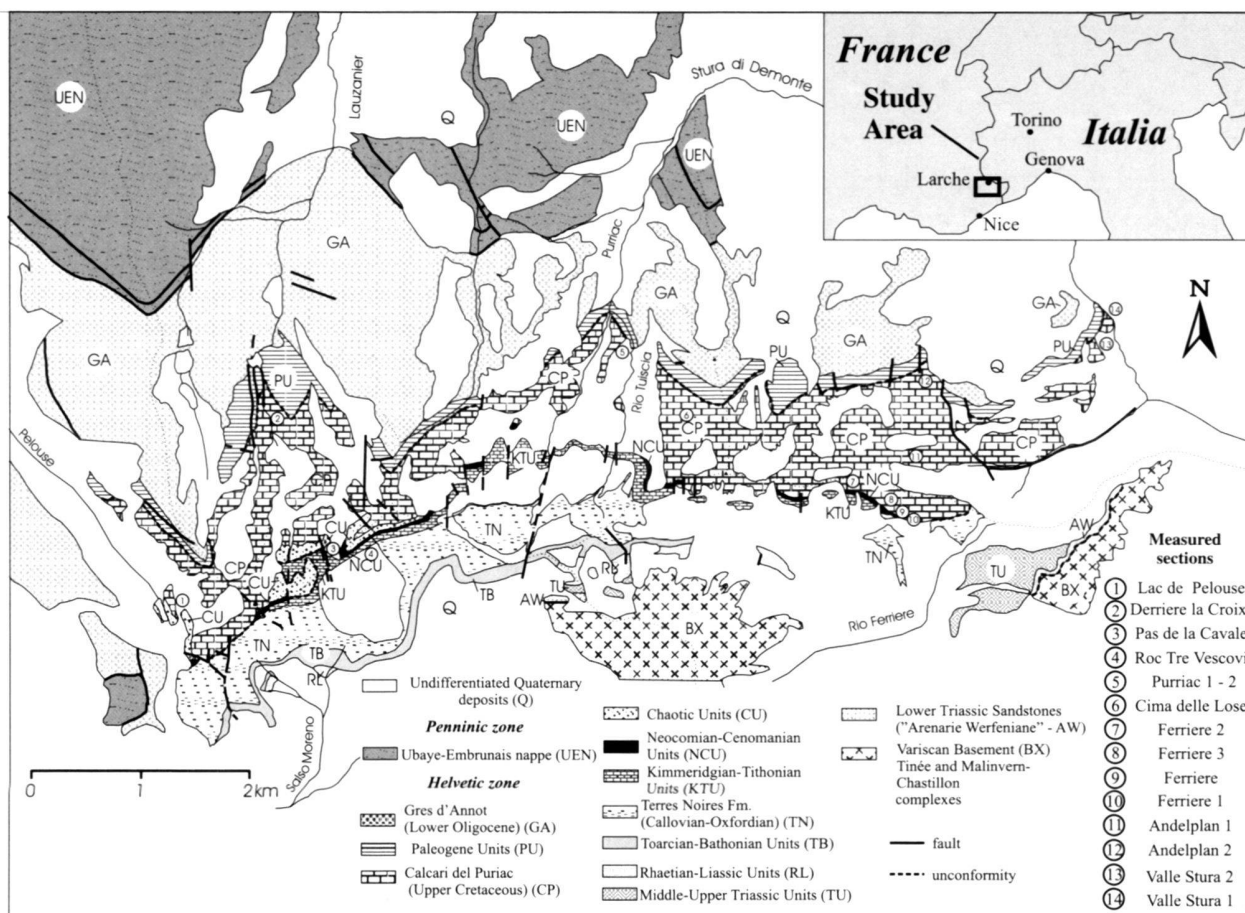 France
Study
Area
Italia
Torino
Genova
Larche
Nice
N
UEN
Lauzanier
Q
UEN
Stura di Demonte
UEN
Purriac
GA
GA
GA
GA
GA
Q
Q
PU
PU
PU
Rio Tuiscia
Pelouse
CP
CP
CP
CP
CP
NCU
NCU
NCU
KTU
KTU
KTU
CU
CU
CU
TN
TN
TN
TB
TB
RL
RL
TU
TU
AW
AW
BX
BX
Q
Rio Ferriere
Salso Moreno
0 1 2 km
Undifferentiated Quaternary
deposits (Q)
Penninic zone
Ubaye-Embrunais nappe (UEN)
Helvetic zone
Gres d'Annot
(Lower Oligocene) (GA)
Paleogene Units (PU)
Calcari del Puriac
(Upper Cretaceous) (CP)
Chaotic Units (CU)
Neocomian-Cenomanian
Units (NCU)
Kimmeridgian-Tithonian
Units (KTU)
Terres Noires Fm.
(Callovian-Oxfordian) (TN)
Toarcian-Bathonian Units (TB)
Rhaetian-Liassic Units (RL)
Middle-Upper Triassic Units (TU)
Lower Triassic Sandstones
("Arenarie Werfeniane" - AW)
Variscan Basement (BX)
Tinée and Malinvern-
Chastillon
complexes
fault
unconformity
Measured
sections
1 Lac de Pelouse
2 Derriere la Croix
3 Pas de la Cavale
4 Roc Tre Vescovi
5 Purriac 1 - 2
6 Cima delle Lose
7 Ferriere 2
8 Ferriere 3
9 Ferriere
10 Ferriere 1
11 Andelplan 1
12 Andelplan 2
13 Valle Stura 2
14 Valle Stura 1